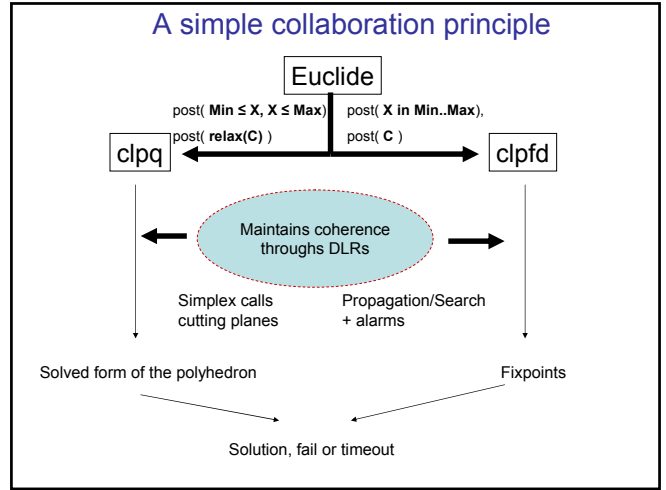 A simple collaboration principle
Euclide
post( Min ≤ X, X ≤ Max)
post( X in Min..Max),
post( relax(C) )
post( C )
clpq
clpfd
Maintains coherence
throughs DLRs
Simplex calls
cutting planes
Propagation/Search
+ alarms
Solved form of the polyhedron
Fixpoints
Solution, fail or timeout